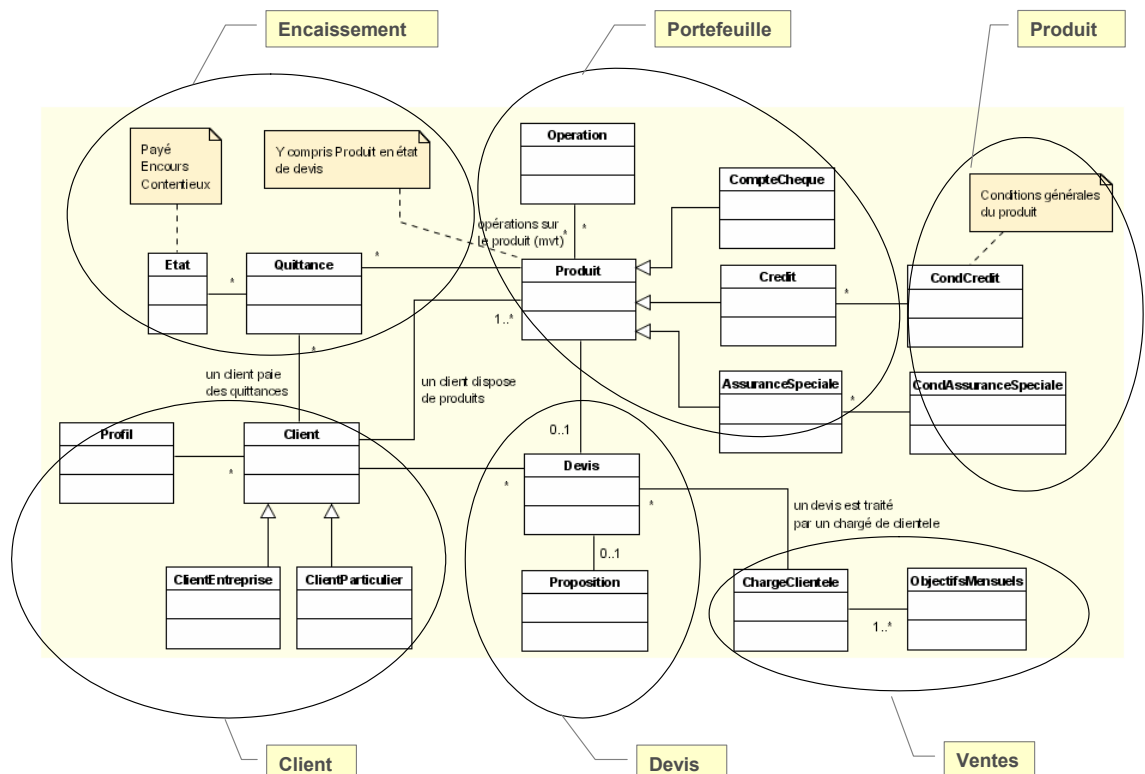 Encaissement
Portefeuille
Produit
Payé
Encours
Contentieux
Y compris Produit en état
de devis
Operation
*
opérations sur
le produit (mvt)
*
CompteCheque
Conditions générales
du produit
Etat
*
Quittance
*
*
Produit
1..*
Credit
*
CondCredit
un client paie
des quittances
un client dispose
de produits
AssuranceSpeciale
*
CondAssuranceSpeciale
Profil
*
Client
0..1
*
Devis
*
un devis est traité
par un chargé de clientele
0..1
ClientEntreprise
ClientParticulier
Proposition
ChargeClientele
1..*
ObjectifsMensuels
Client
Devis
Ventes